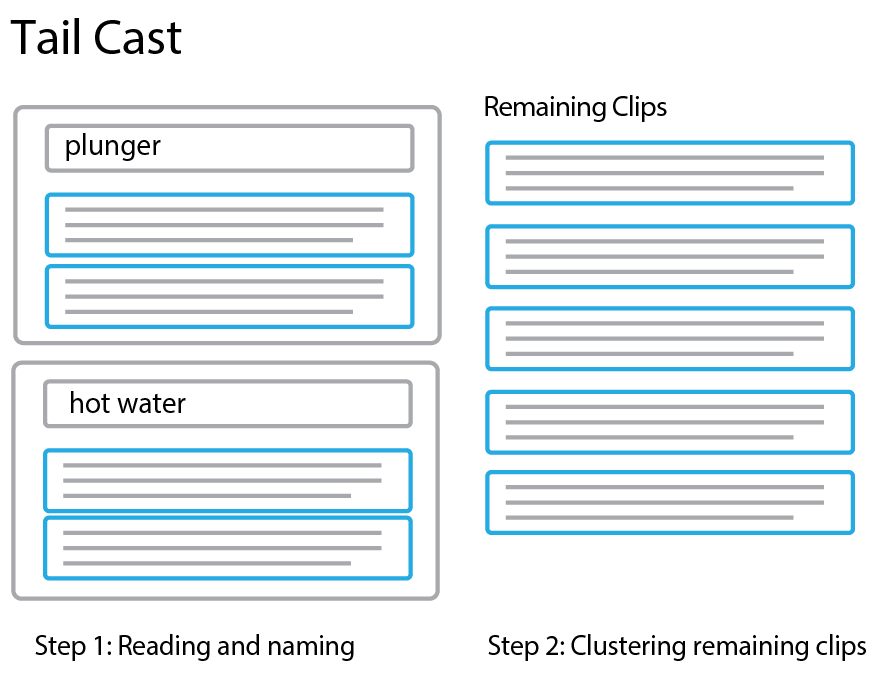 Tail Cast
plunger
hot water
Step 1: Reading and naming
Remaining Clips
Step 2: Clustering remaining clips